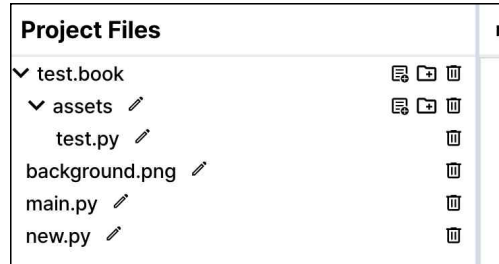 Project Files
test.book
assets
test.py
background.png
main.py
new.py